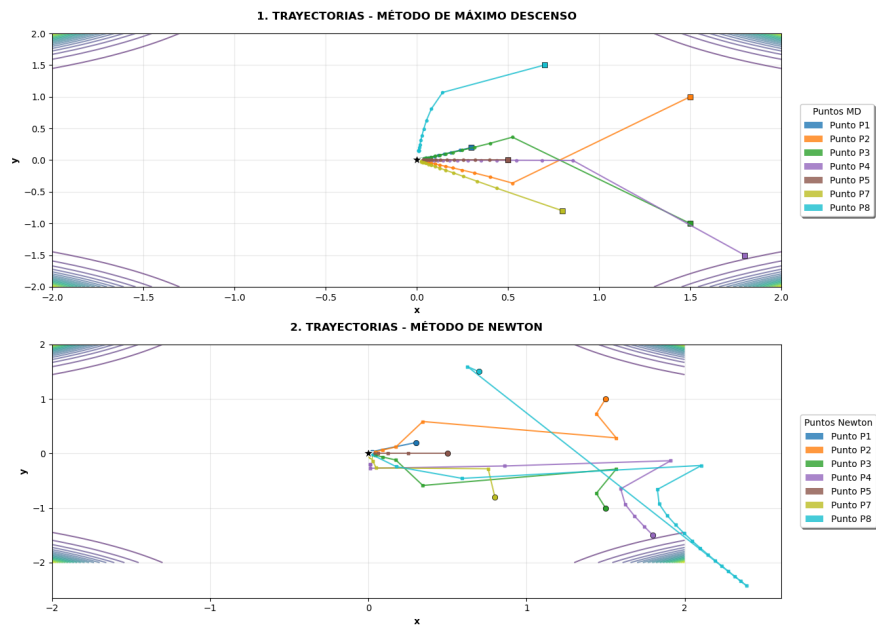 1. TRAYECTORIAS - MÉTODO DE MÁXIMO DESCENSO
2.0
1.5
1.0
0.5
0.0
−0.5
−1.0
−1.5
−2.0
y
−2.0 −1.5 −1.0 −0.5 0.0 0.5 1.0 1.5 2.0
x
Puntos MD
Punto P1
Punto P2
Punto P3
Punto P4
Punto P5
Punto P7
Punto P8
2. TRAYECTORIAS - MÉTODO DE NEWTON
2
1
0
−1
−2
y
−2 −1 0 1 2
x
Puntos Newton
Punto P1
Punto P2
Punto P3
Punto P4
Punto P5
Punto P7
Punto P8